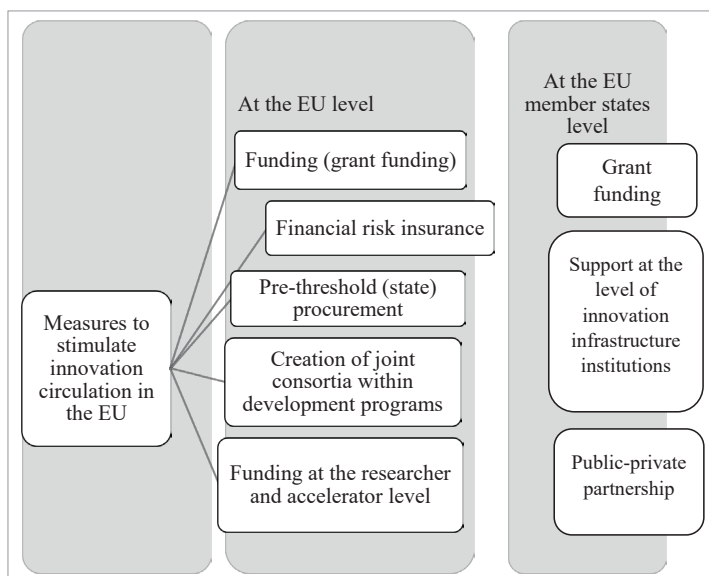 Measures to
stimulate
innovation
circulation in
the EU
At the EU level
Funding (grant funding)
Financial risk insurance
Pre-threshold (state)
procurement
Creation of joint
consortia within
development programs
Funding at the researcher
and accelerator level
At the EU
member states
level
Grant
funding
Support at the
level of
innovation
infrastructure
institutions
Public-private
partnership